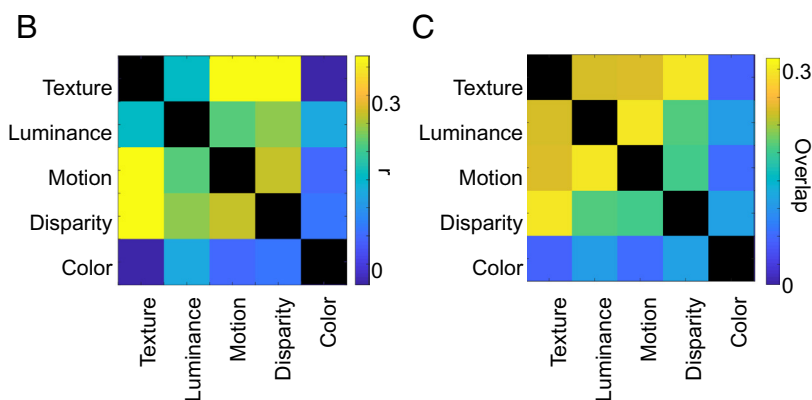 B
Texture
Luminance
Motion
Disparity
Color
Texture
Luminance
Motion
Disparity
Color
0.3
r
0
C
Texture
Luminance
Motion
Disparity
Color
Texture
Luminance
Motion
Disparity
Color
0.3
Overlap
0